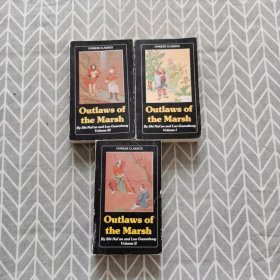 CHINESE CLASSICS
Outlaws of
the Marsh
By Shi Nai'an and Luo Guanzhong
Volume III
CHINESE CLASSICS
Outlaws of
the Marsh
By Shi Nai'an and Luo Guanzhong
Volume I
CHINESE CLASSICS
Outlaws of
the Marsh
By Shi Nai'an and Luo Guanzhong
Volume II